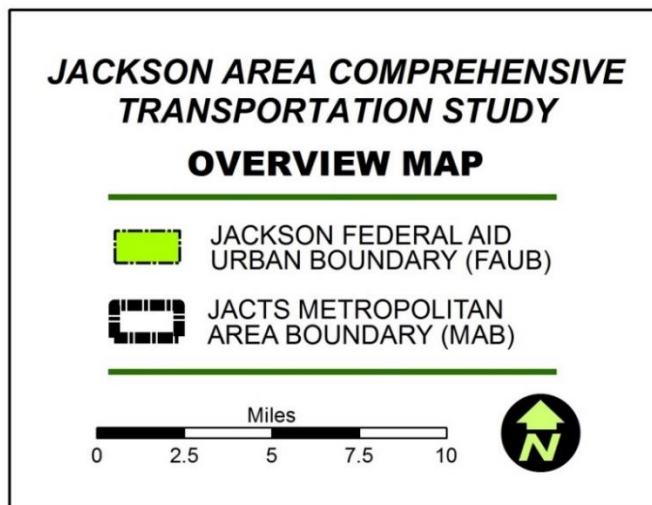 JACKSON AREA COMPREHENSIVE
TRANSPORTATION STUDY
OVERVIEW MAP
JACKSON FEDERAL AID
URBAN BOUNDARY (FAUB)
JACTS METROPOLITAN
AREA BOUNDARY (MAB)
Miles
0 2.5 5 7.5 10
N